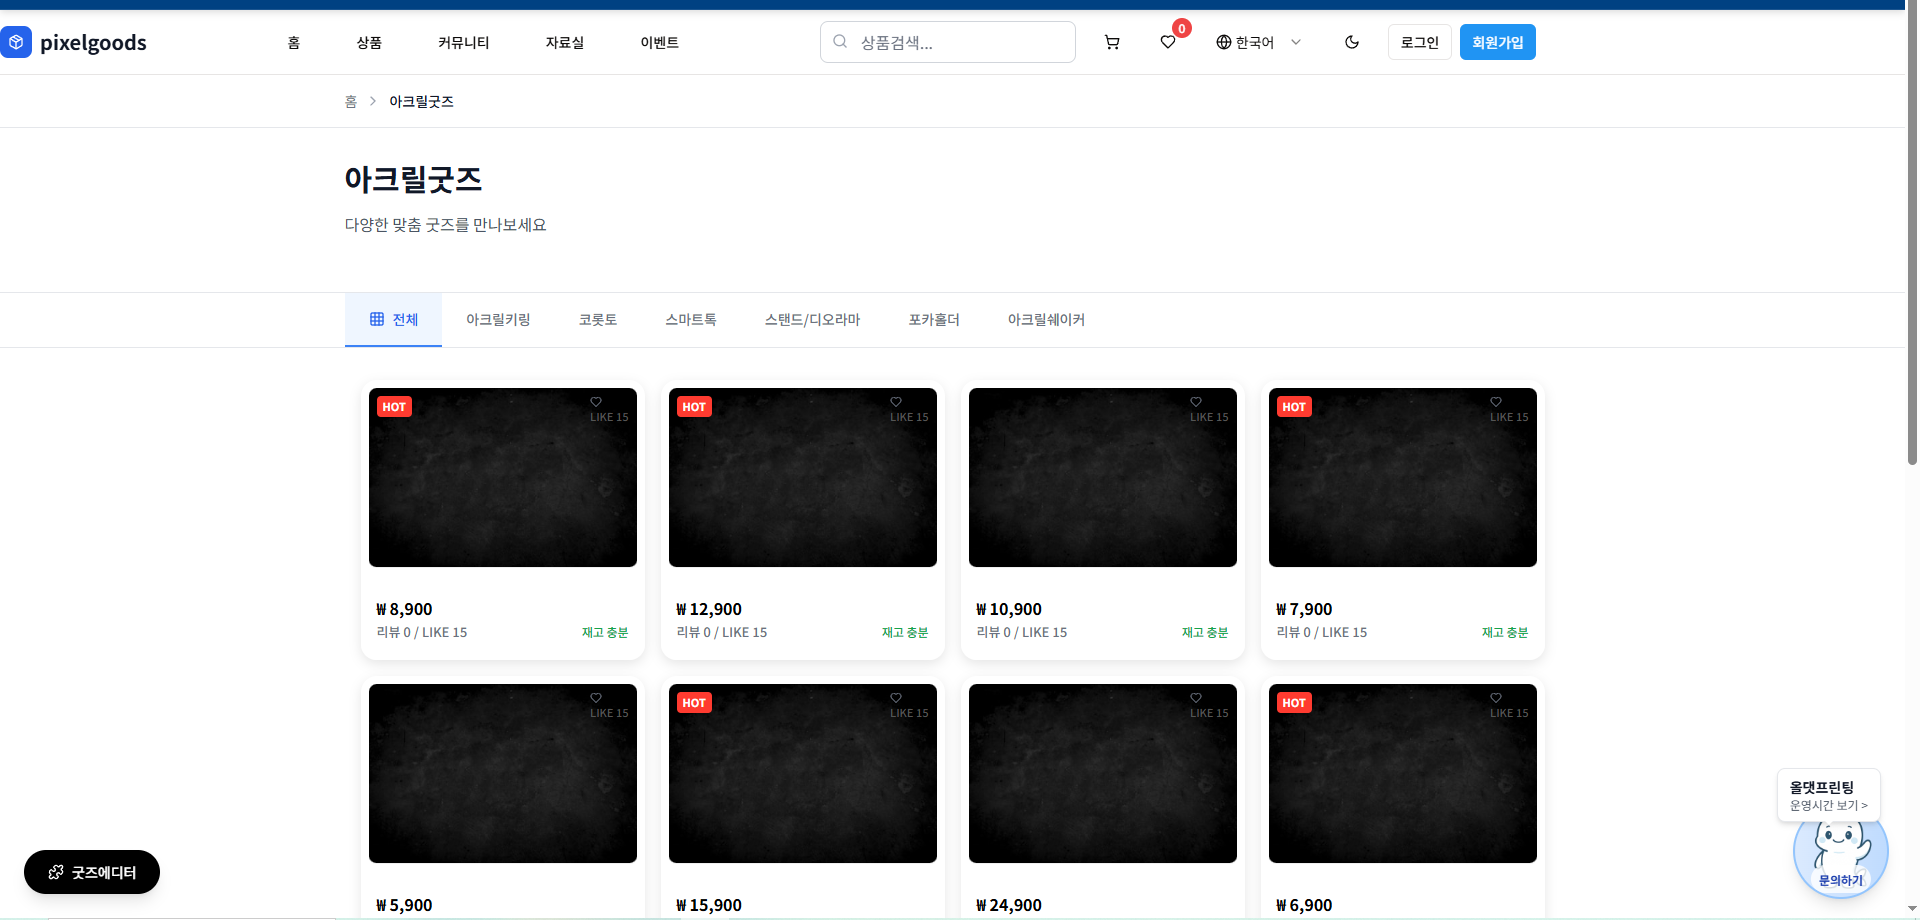 pixelgoods
홈
상품
커뮤니티
자료실
이벤트
상품검색...
0
한국어
로그인
회원가입
홈 > 아크릴굿즈
아크릴굿즈
다양한 맞춤 굿즈를 만나보세요
전체
아크릴키링
코롯토
스마트톡
스탠드/디오라마
포카홀더
아크릴쉐이커
HOT
LIKE 15
HOT
LIKE 15
LIKE 15
HOT
LIKE 15
₩ 8,900
리뷰 0 / LIKE 15
재고 충분
₩ 12,900
리뷰 0 / LIKE 15
재고 충분
₩ 10,900
리뷰 0 / LIKE 15
재고 충분
₩ 7,900
리뷰 0 / LIKE 15
재고 충분
LIKE 15
HOT
LIKE 15
LIKE 15
HOT
LIKE 15
₩ 5,900
₩ 15,900
₩ 24,900
₩ 6,900
올댓프린팅
운영시간 보기 >
문의하기
굿즈에디터